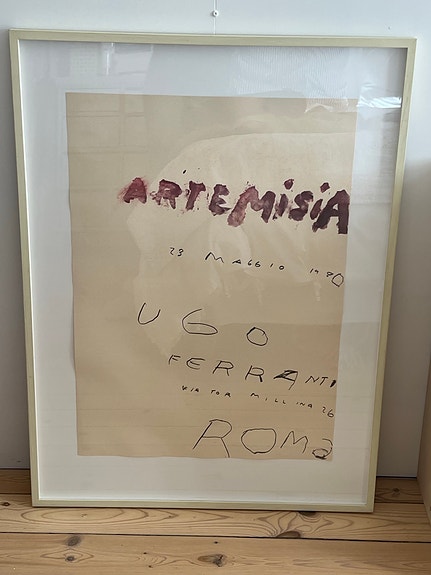 ARTEMISIA
23 MAGGIO 1980
UGO
FERRANTI
VIA TOR MILLINA 26
ROMa